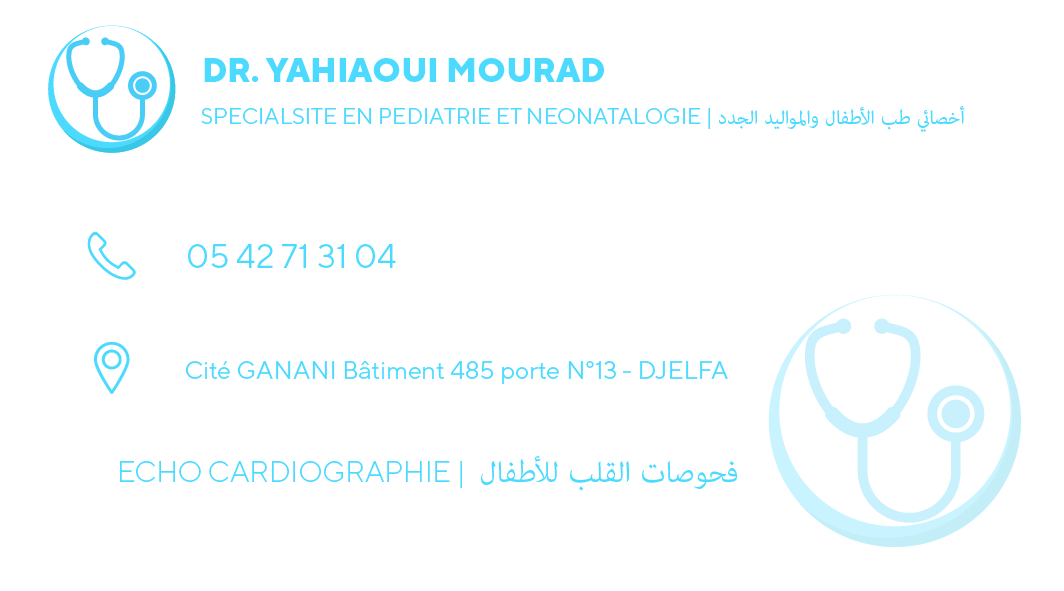 DR. YAHIAOUI MOURAD
SPECIALSITE EN PEDIATRIE ET NEONATALOGIE | أخصائي طب الأطفال والمواليد الجدد
05 42 71 31 04
Cité GANANI Bâtiment 485 porte N°13 - DJELFA
ECHO CARDIOGRAPHIE | فحوصات القلب للأطفال